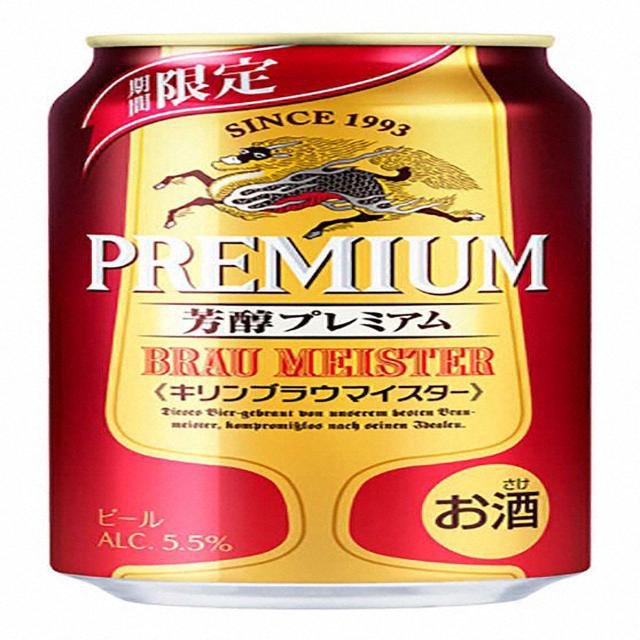 期間限定
SINCE 1993
PREMIUM
芳醇プレミアム
BRAU MEISTER
《キリンブラウマイスター》
Dieses Bier-gebraut von unserem besten Brau-
meister, kompromißlos nach seinen Idealen.
ビール
ALC. 5.5%
さけ
お酒